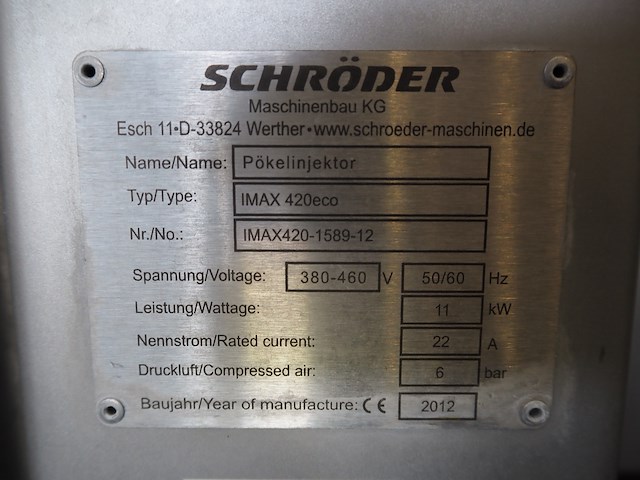 SCHRÖDER
Maschinenbau KG
Esch 11•D-33824 Werther•www.schroeder-maschinen.de
Name/Name: Pökelinjektor
Typ/Type: IMAX 420eco
Nr./No.: IMAX420-1589-12
Spannung/Voltage: 380-460 V 50/60 Hz
Leistung/Wattage: 11 kW
Nennstrom/Rated current: 22 A
Druckluft/Compressed air: 6 bar
Baujahr/Year of manufacture: CE 2012